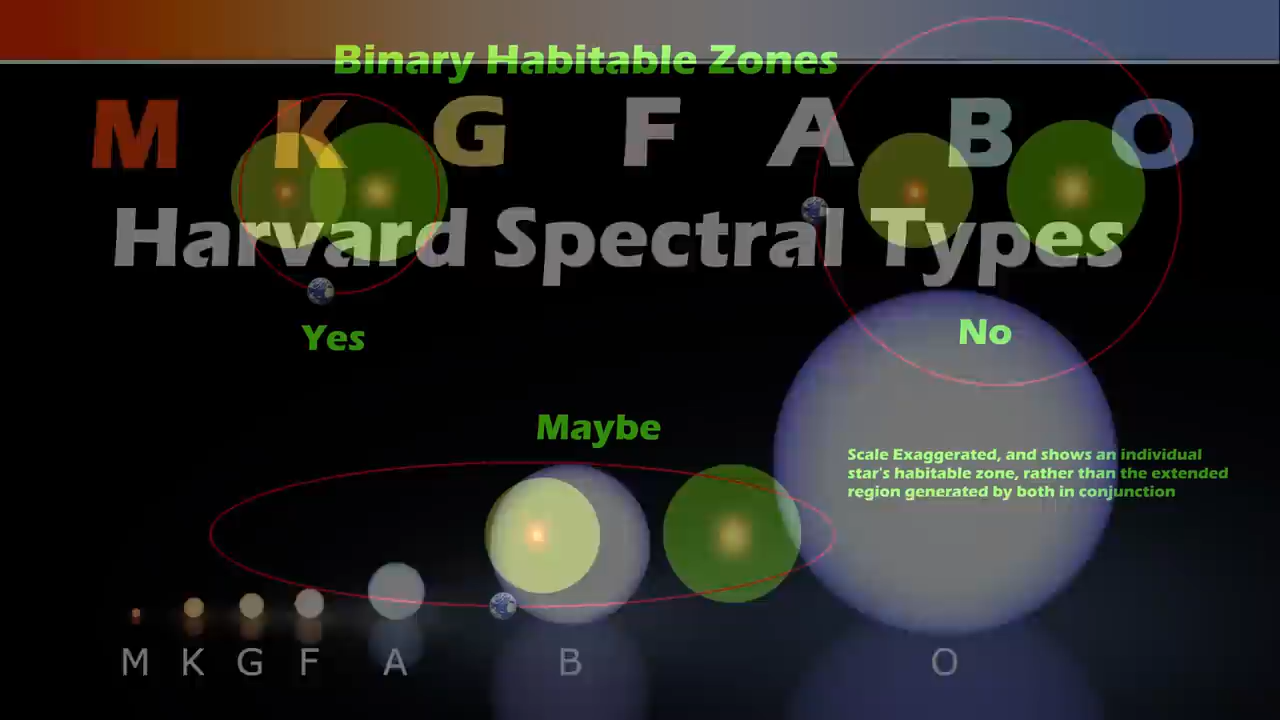 Binary Habitable Zones
M K G F A B O
Harvard Spectral Types
Yes
No
Maybe
Scale Exaggerated, and shows an individual
star's habitable zone, rather than the extended
region generated by both in conjunction
M K G F A B O